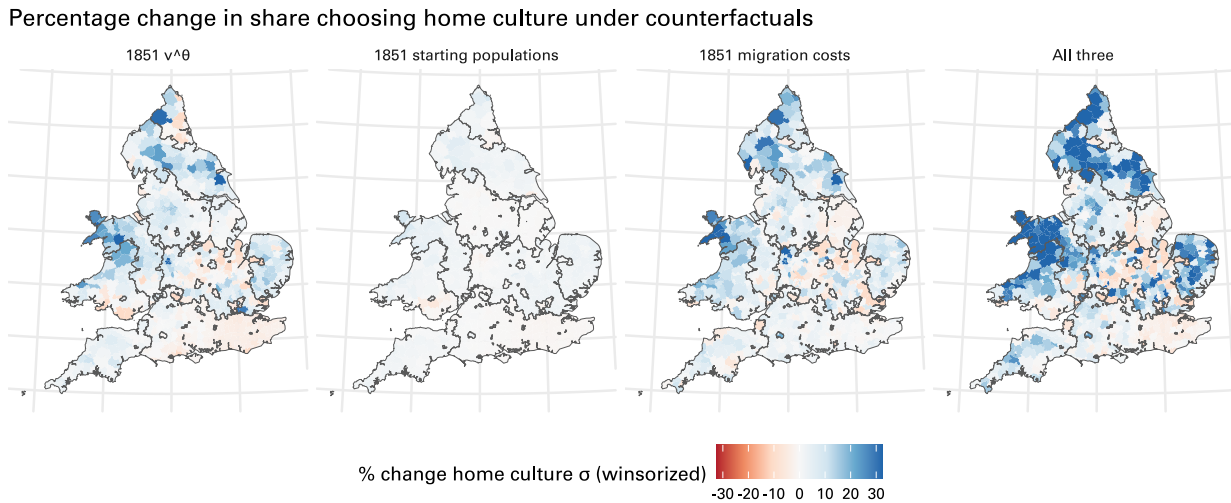 Percentage change in share choosing home culture under counterfactuals
1851 v^θ
1851 starting populations
1851 migration costs
All three
% change home culture σ (winsorized)
-30 -20 -10 0 10 20 30